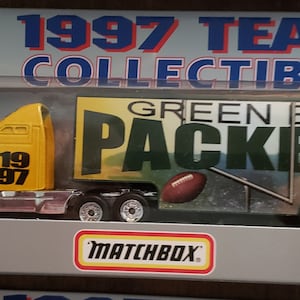 1997 TEA
COLLECTIB
GREEN
PACKE
19
97
MATCHBOX®